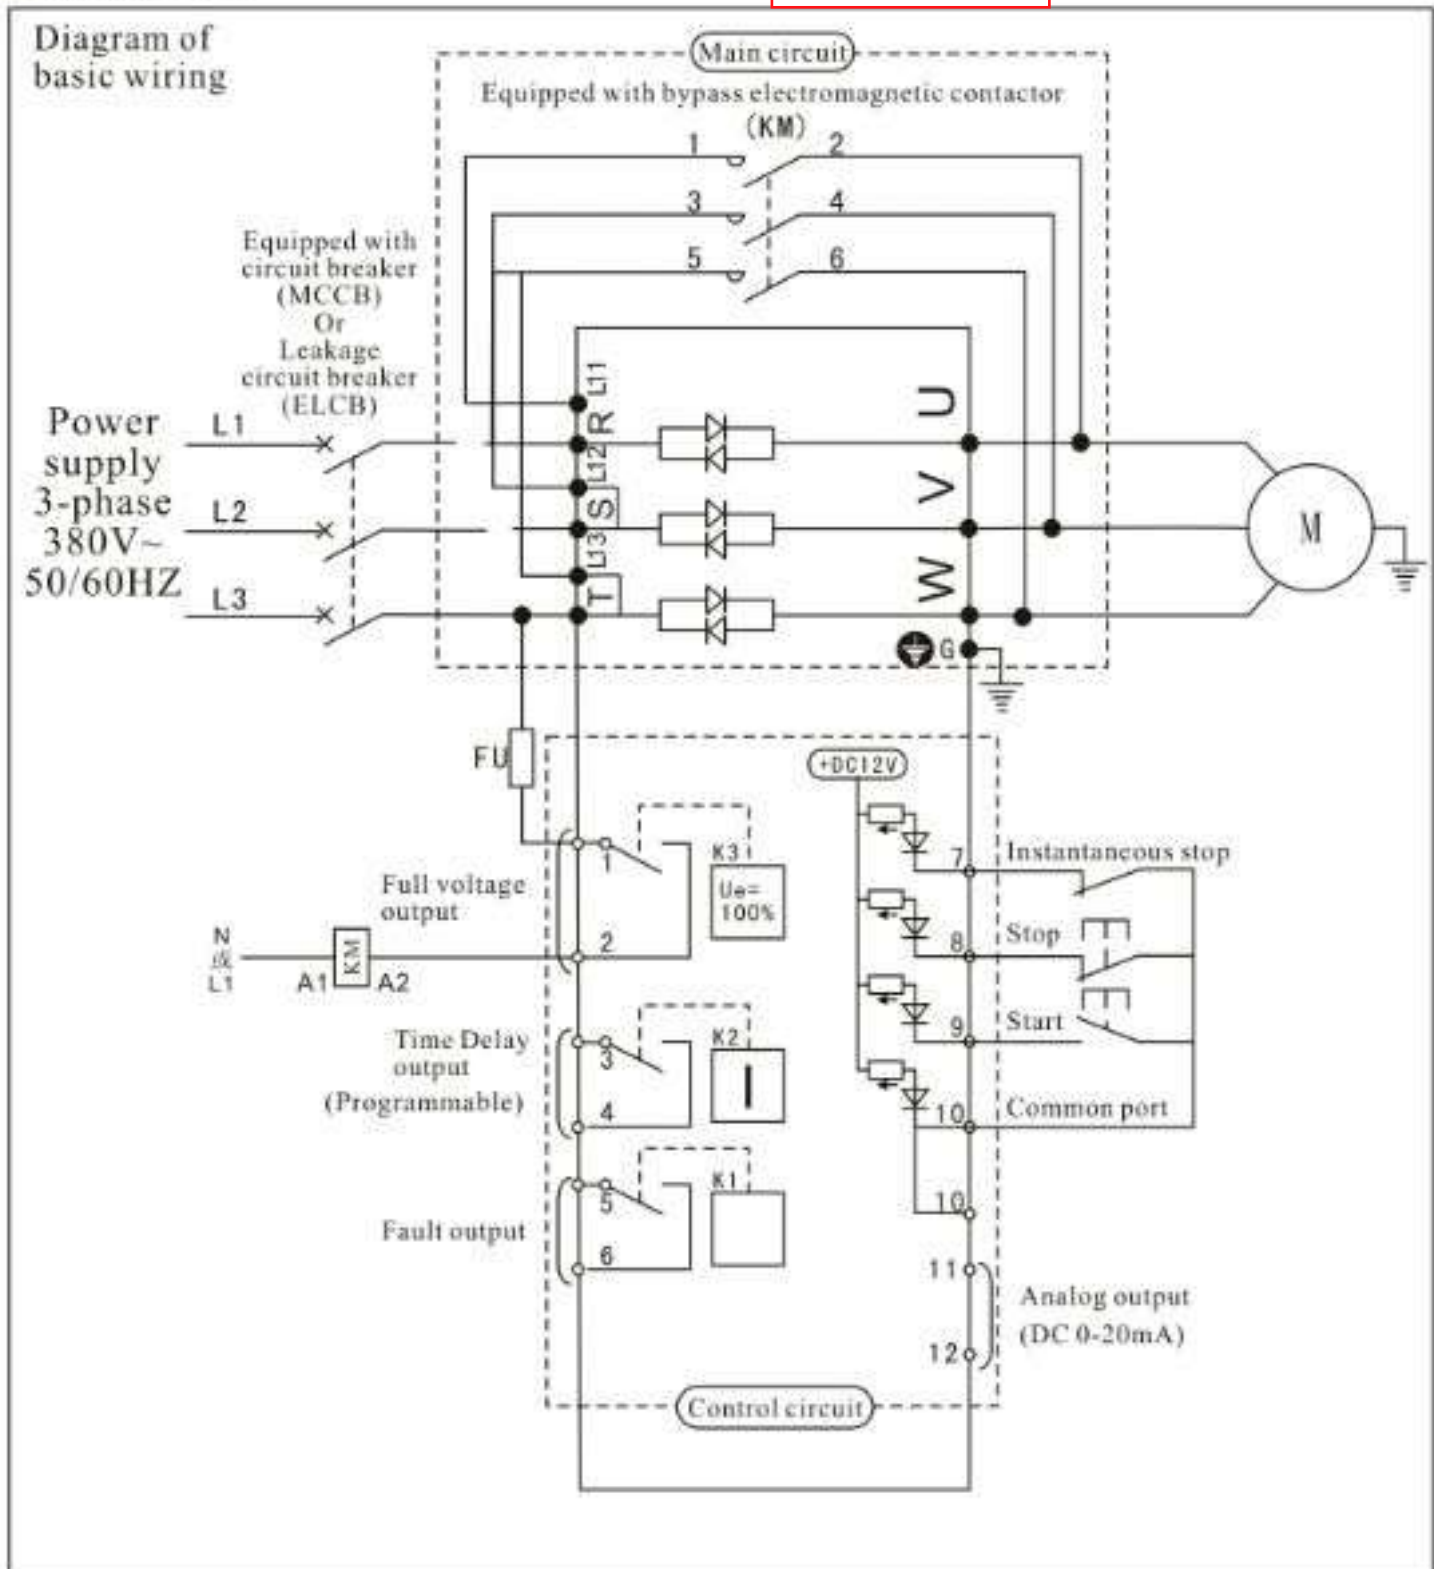 Diagram of
basic wiring
Main circuit
Equipped with bypass electromagnetic contactor
(KM)
1
2
3
4
5
6
Equipped with
circuit breaker
(MCCB)
Or
Leakage
circuit breaker
(ELCB)
Power
supply
3-phase
380V~
50/60HZ
L1
L2
L3
L11
R
L12
S
L13
T
U
V
W
G
M
FU
+DC12V
Full voltage
output
1
2
K3
Ue=
100%
N
或
L1
A1
KM
A2
Time Delay
output
(Programmable)
3
4
K2
Fault output
5
6
K1
7
Instantaneous stop
8
Stop
9
Start
10
Common port
10
11
12
Analog output
(DC 0-20mA)
Control circuit